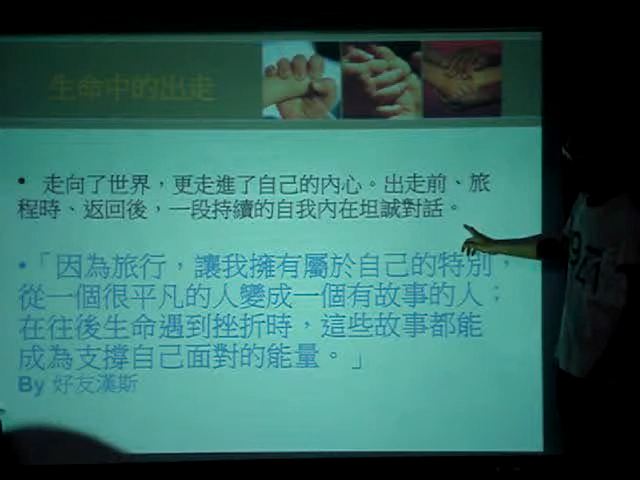 生命中的出走
• 走向了世界，更走進了自己的內心。出走前、旅
程時、返回後，一段持續的自我內在坦誠對話。
•「因為旅行，讓我擁有屬於自己的特別，
從一個很平凡的人變成一個有故事的人；
在往後生命遇到挫折時，這些故事都能
成為支撐自己面對的能量。」
By 好友漢斯